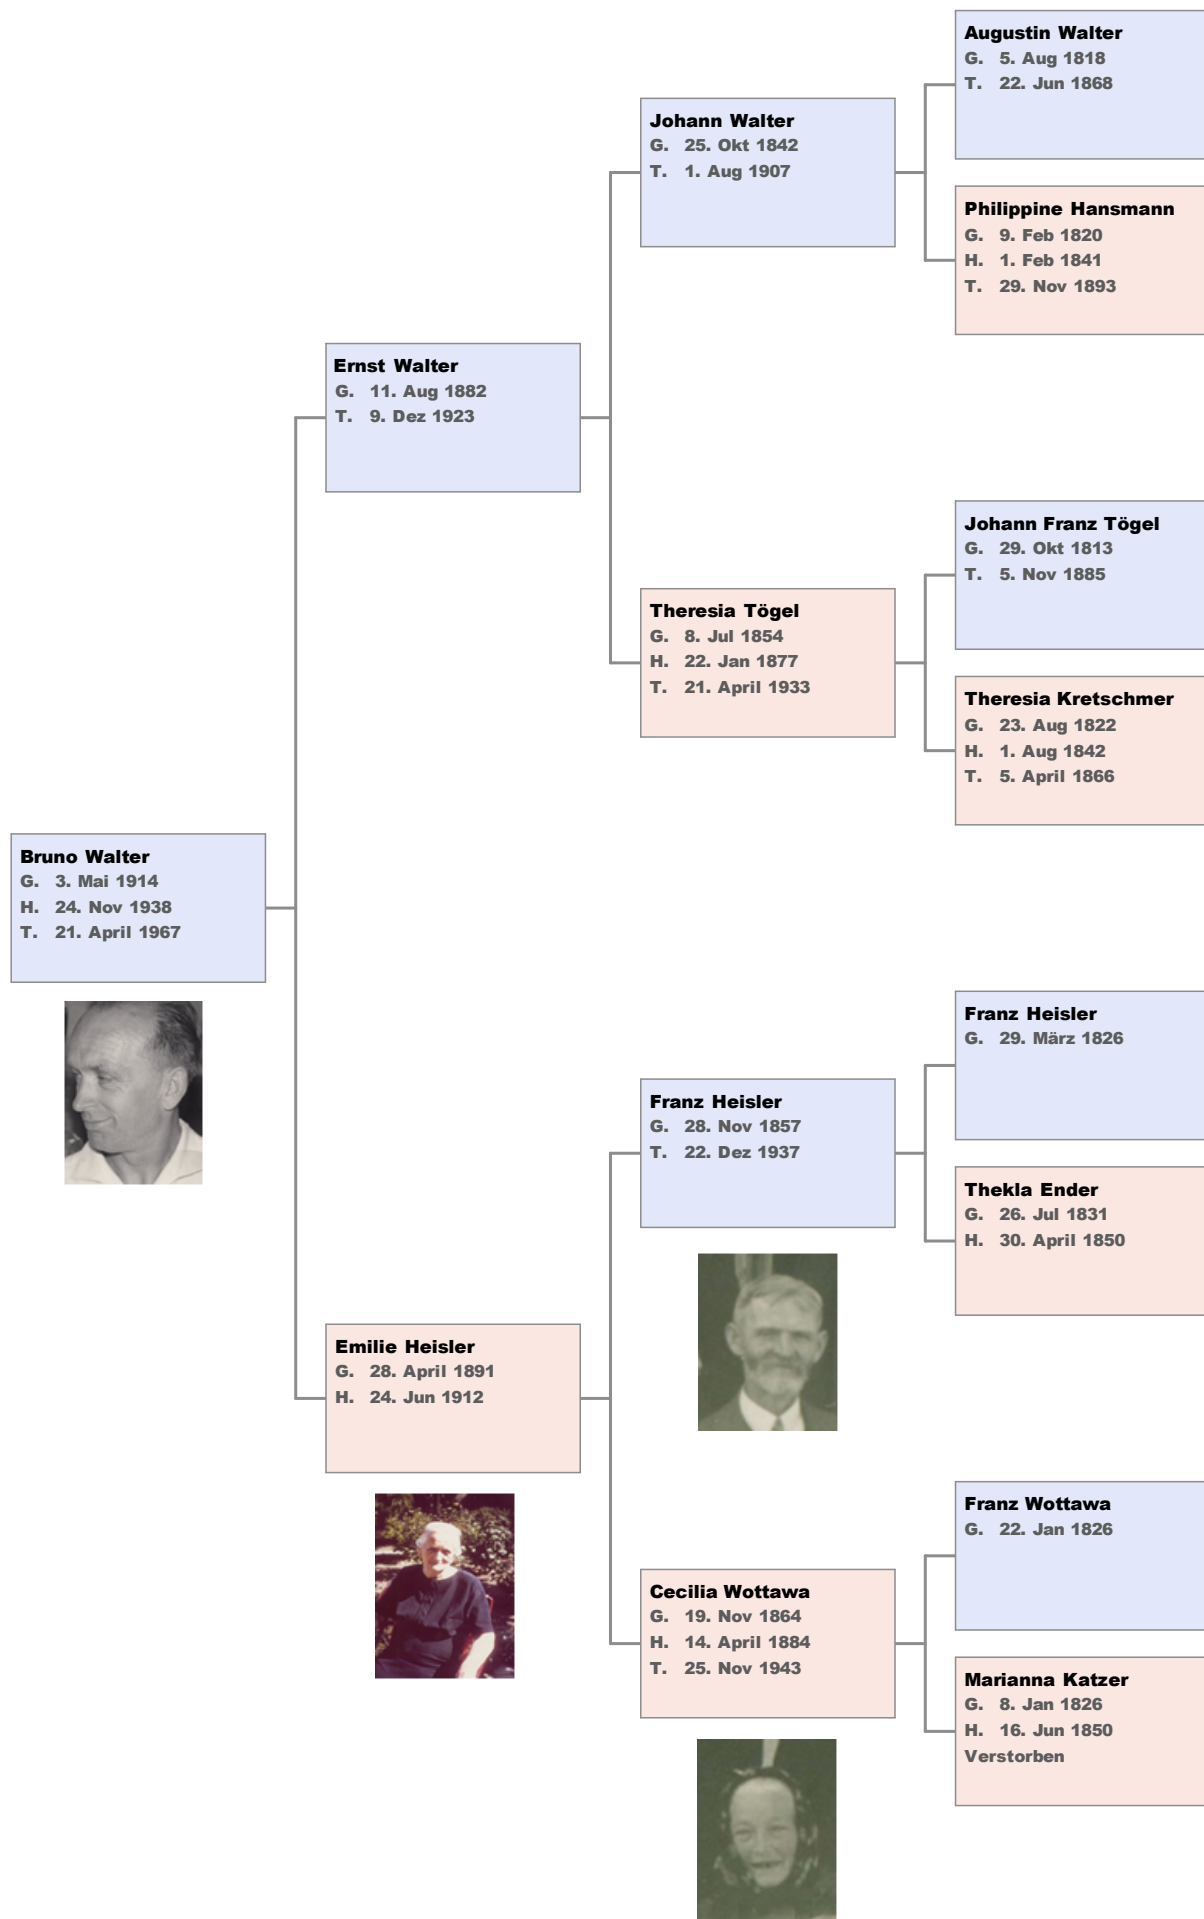 Augustin Walter
G. 5. Aug 1818
T. 22. Jun 1868
Johann Walter
G. 25. Okt 1842
T. 1. Aug 1907
Philippine Hansmann
G. 9. Feb 1820
H. 1. Feb 1841
T. 29. Nov 1893
Ernst Walter
G. 11. Aug 1882
T. 9. Dez 1923
Johann Franz Tögel
G. 29. Okt 1813
T. 5. Nov 1885
Theresia Tögel
G. 8. Jul 1854
H. 22. Jan 1877
T. 21. April 1933
Theresia Kretschmer
G. 23. Aug 1822
H. 1. Aug 1842
T. 5. April 1866
Bruno Walter
G. 3. Mai 1914
H. 24. Nov 1938
T. 21. April 1967
Franz Heisler
G. 29. März 1826
Franz Heisler
G. 28. Nov 1857
T. 22. Dez 1937
Thekla Ender
G. 26. Jul 1831
H. 30. April 1850
Emilie Heisler
G. 28. April 1891
H. 24. Jun 1912
Franz Wottawa
G. 22. Jan 1826
Cecilia Wottawa
G. 19. Nov 1864
H. 14. April 1884
T. 25. Nov 1943
Marianna Katzer
G. 8. Jan 1826
H. 16. Jun 1850
Verstorben